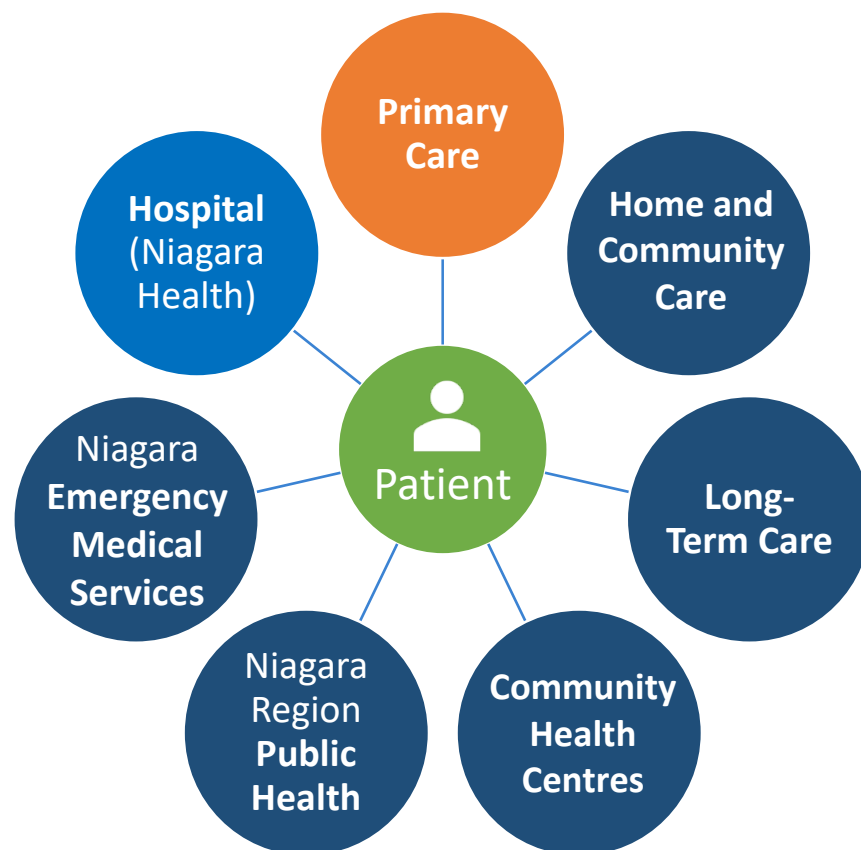 Primary
Care
Hospital
(Niagara
Health)
Home and
Community
Care
Patient
Niagara
Emergency
Medical
Services
Long-
Term Care
Niagara
Region
Public
Health
Community
Health
Centres